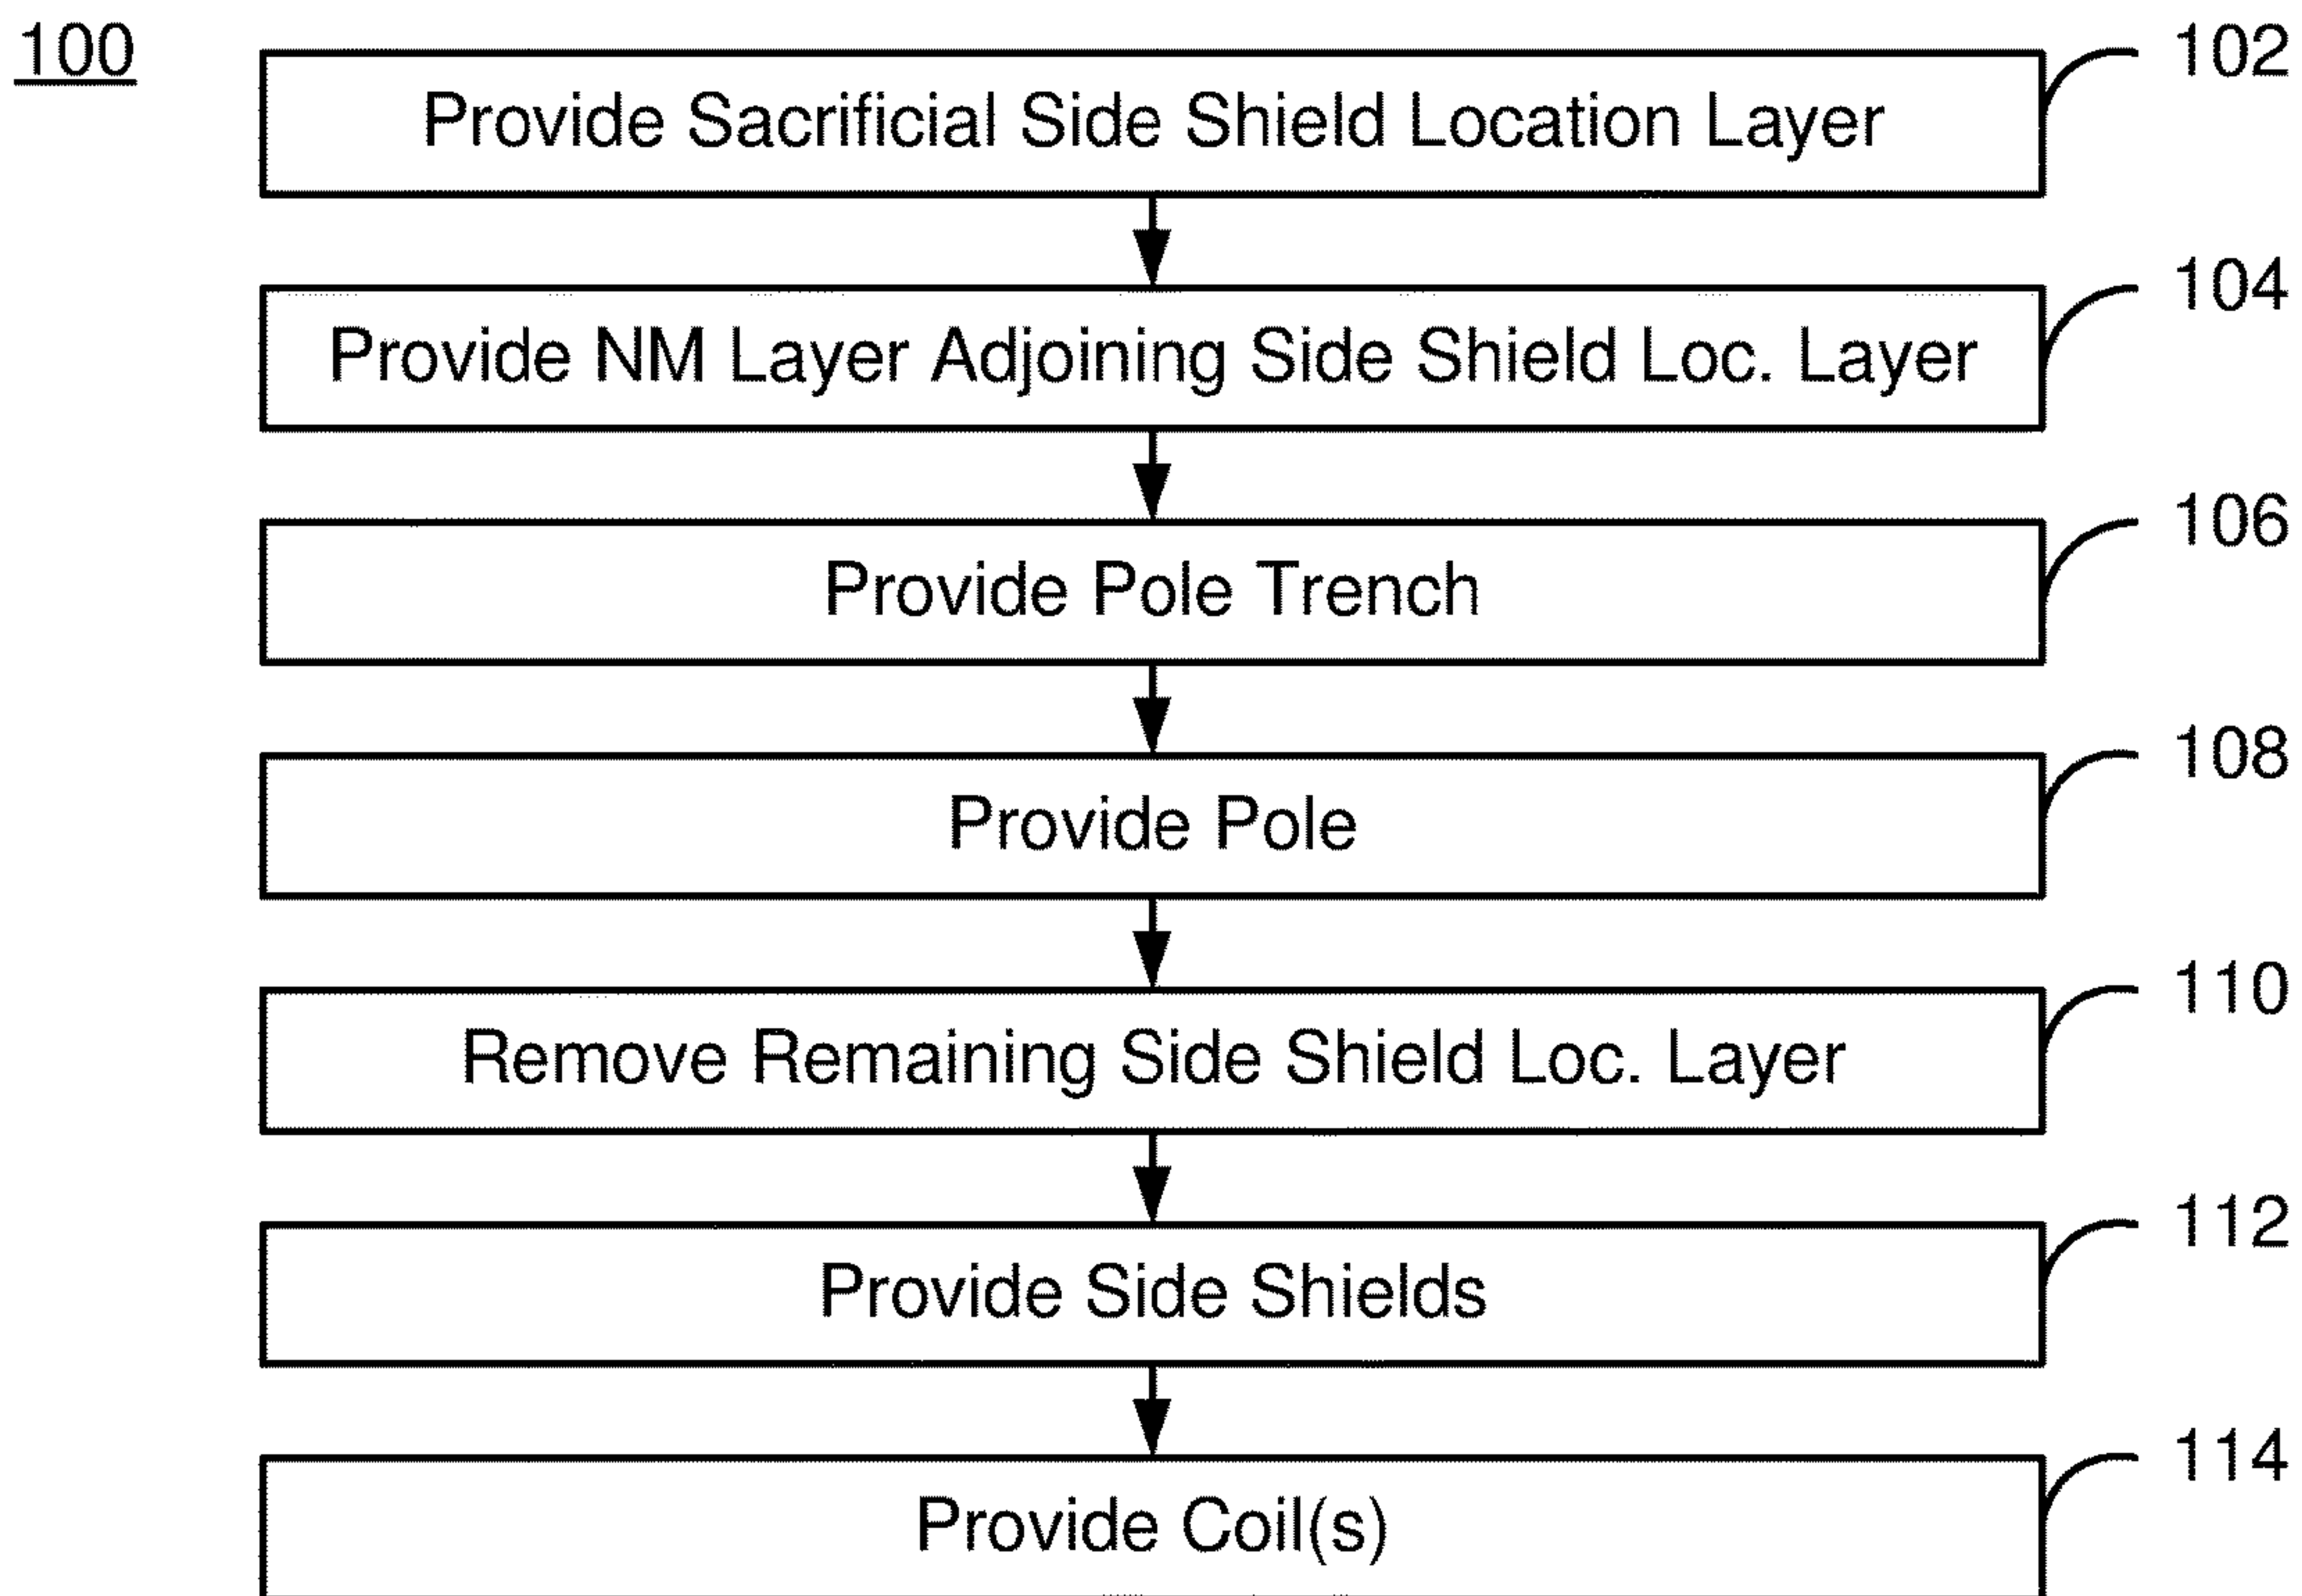 100
102
Provide Sacrificial Side Shield Location Layer
104
Provide NM Layer Adjoining Side Shield Loc. Layer
106
Provide Pole Trench
108
Provide Pole
110
Remove Remaining Side Shield Loc. Layer
112
Provide Side Shields
114
Provide Coil(s)